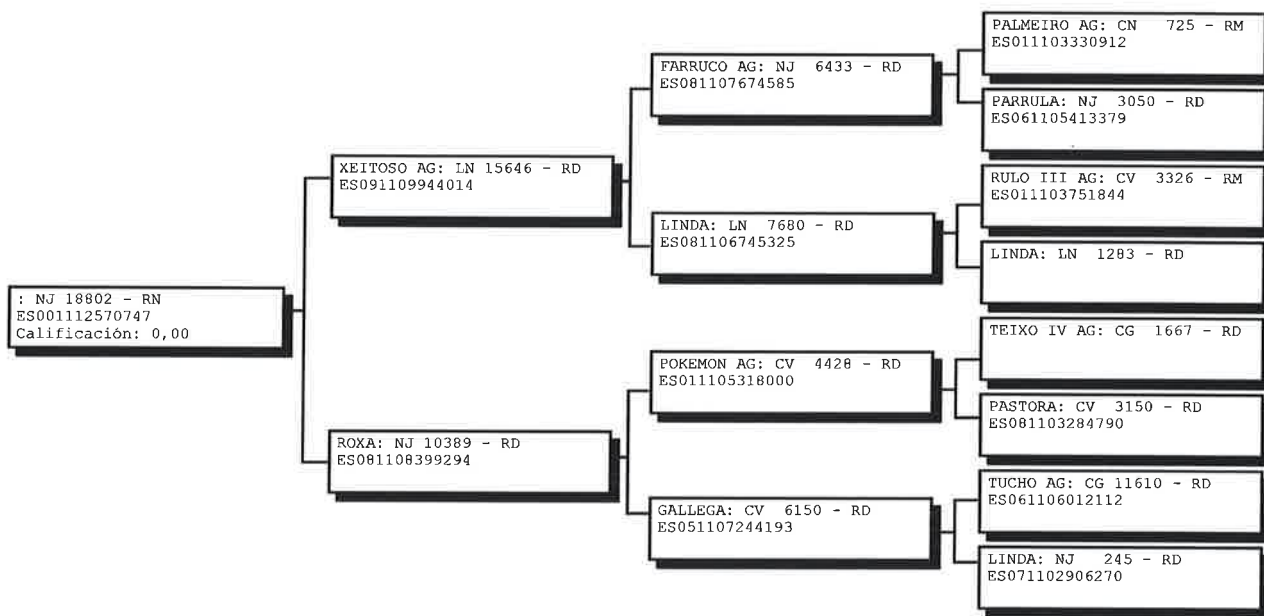 PALMEIRO AG: CN 725 - RM
ES011103330912
FARRUCO AG: NJ 6433 - RD
ES081107674585
PARRULA: NJ 3050 - RD
ES061105413379
XEITOSO AG: LN 15646 - RD
ES091109944014
RULO III AG: CV 3326 - RM
ES011103751844
LINDA: LN 7680 - RD
ES081106745325
LINDA: LN 1283 - RD
: NJ 18802 - RN
ES001112570747
Calificación: 0,00
TEIXO IV AG: CG 1667 - RD
POKEMON AG: CV 4428 - RD
ES011105318000
PASTORA: CV 3150 - RD
ES081103284790
ROXA: NJ 10389 - RD
ES081108399294
TUCHO AG: CG 11610 - RD
ES061106012112
GALLEGA: CV 6150 - RD
ES051107244193
LINDA: NJ 245 - RD
ES071102906270